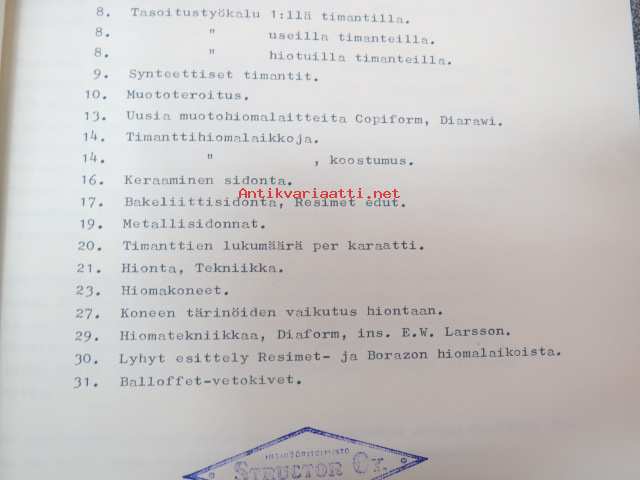 8. Tasoitustyökalu 1:llä timantilla.
8. " useilla timanteilla.
8. " hiotuilla timanteilla.
9. Synteettiset timantit.
10. Muototeroitus.
13. Uusia muotohiomalaitteita Copiform, Diarawi.
14. Timanttihiomalaikkoja.
14. " , koostumus.
16. Keraaminen sidonta.
Antikvariaatti.net
17. Bakeliittisidonta, Resimet edut.
19. Metallisidonnat.
20. Timanttien lukumäärä per karaatti.
21. Hionta, Tekniikka.
23. Hiomakoneet.
27. Koneen tärinöiden vaikutus hiontaan.
29. Hiomatekniikkaa, Diaform, ins. E.W. Larsson.
30. Lyhyt esittely Resimet- ja Borazon hiomalaikoista.
31. Balloffet-vetokivet.
INSINÖÖRITOIMISTO
STRUCTOR OY.